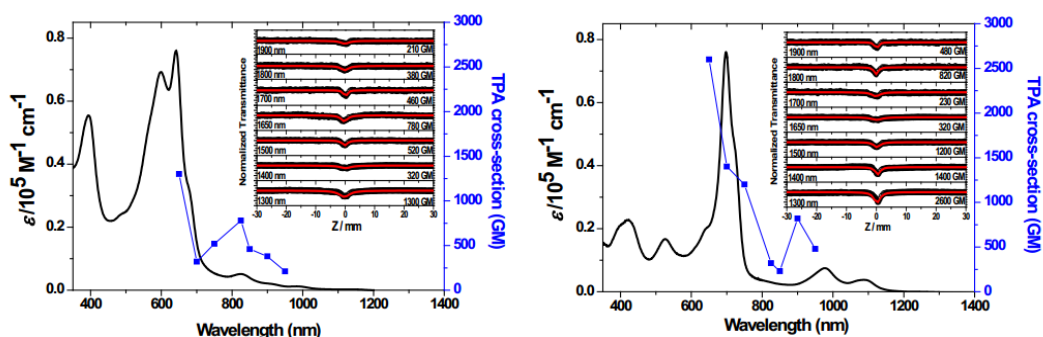 ε/10⁵ M⁻¹ cm⁻¹
0.8
0.6
0.4
0.2
0.0
400 600 800 1000 1200 1400
Wavelength (nm)
3000
2500
2000
1500
1000
500
0
TPA cross-section (GM)
Normalized Transmittance
1900 nm 210 GM
1800 nm 380 GM
1700 nm 460 GM
1650 nm 780 GM
1500 nm 520 GM
1400 nm 320 GM
1300 nm 1300 GM
-30 -20 -10 0 10 20 30
Z / mm
ε/10⁵ M⁻¹ cm⁻¹
0.8
0.6
0.4
0.2
0.0
400 600 800 1000 1200 1400
Wavelength (nm)
3000
2500
2000
1500
1000
500
0
TPA cross-section (GM)
Normalized Transmittance
1900 nm 480 GM
1800 nm 820 GM
1700 nm 230 GM
1650 nm 320 GM
1500 nm 1200 GM
1400 nm 1400 GM
1300 nm 2600 GM
-30 -20 -10 0 10 20 30
Z / mm